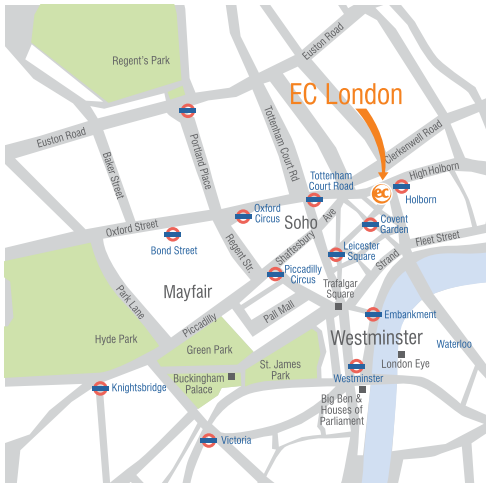 Regent's Park
Euston Road
EC London
Euston Road
Baker Street
Portland Place
Tottenham Court Rd
Clerkenwell Road
High Holborn
Tottenham
Court Road
ec
Holborn
Oxford Street
Oxford
Circus
Soho
Shaftesbury Ave
Covent
Garden
Bond Street
Regent Str.
Leicester
Square
Strand
Fleet Street
Piccadilly
Circus
Mayfair
Trafalgar
Square
Park Lane
Piccadilly
Pall Mall
Embankment
Hyde Park
Green Park
Westminster
Waterloo
St. James
Park
London Eye
Buckingham
Palace
Westminster
Knightsbridge
Big Ben &
Houses of
Parliament
Victoria